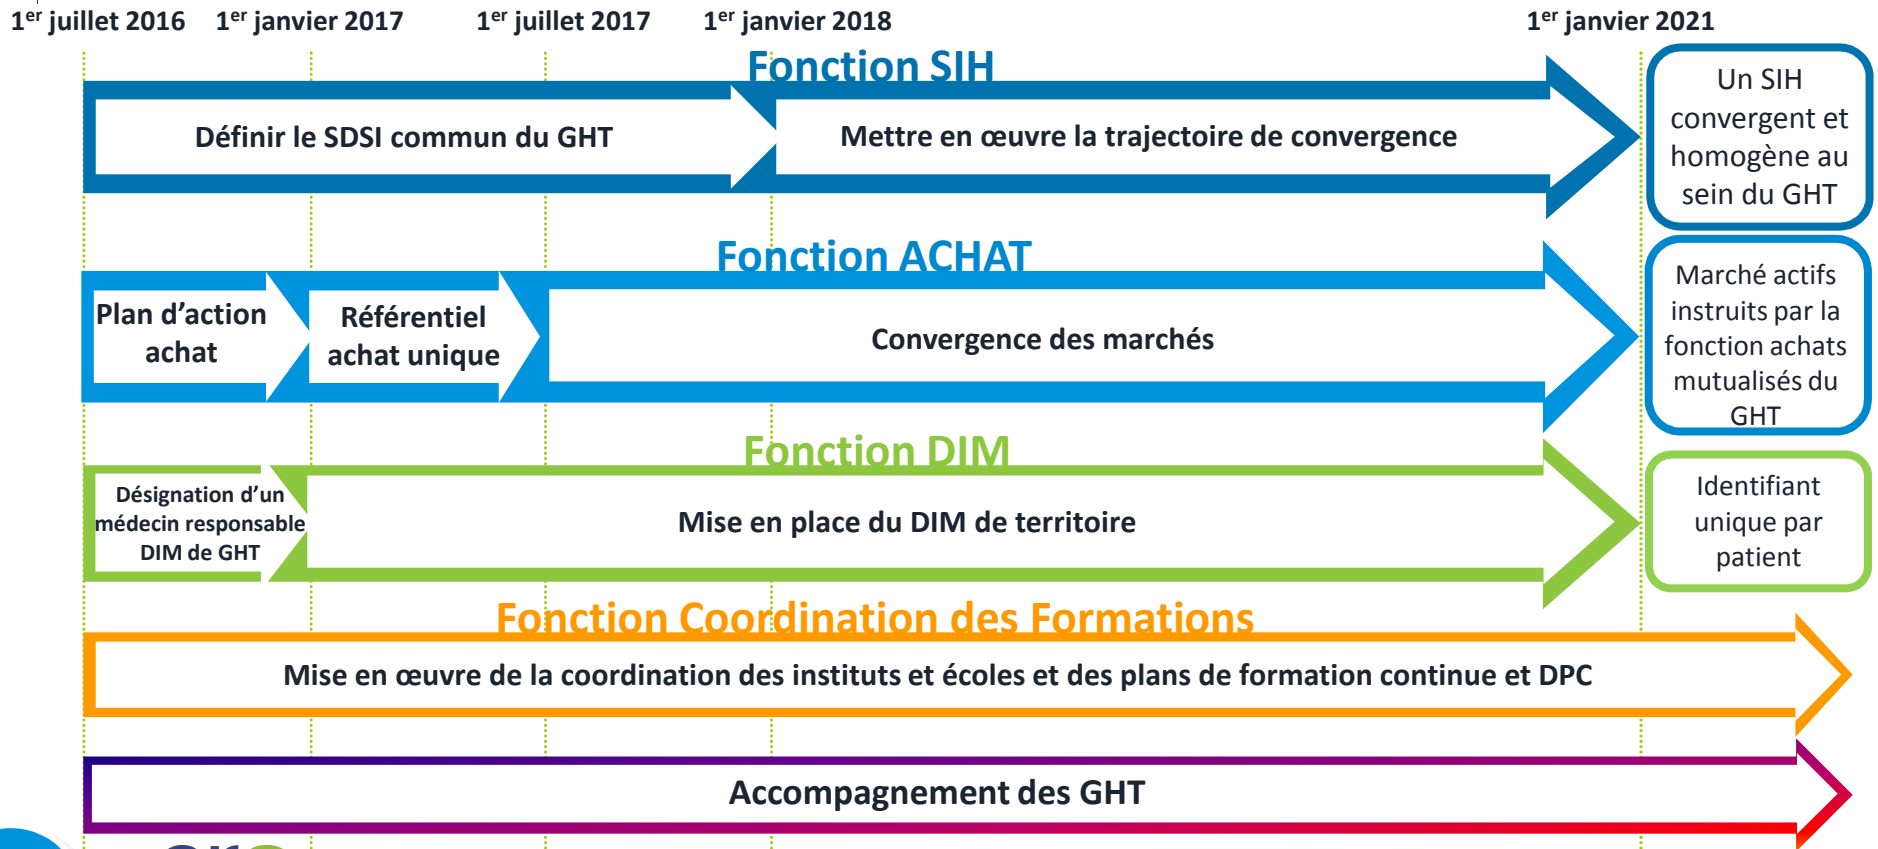 1er juillet 2016 1er janvier 2017 1er juillet 2017 1er janvier 2018 1er janvier 2021
Fonction SIH
Définir le SDSI commun du GHT
Mettre en œuvre la trajectoire de convergence
Un SIH
convergent et
homogène au
sein du GHT
Fonction ACHAT
Plan d’action
achat
Référentiel
achat unique
Convergence des marchés
Marché actifs
instruits par la
fonction achats
mutualisés du
GHT
Fonction DIM
Désignation d’un
médecin responsable
DIM de GHT
Mise en place du DIM de territoire
Identifiant
unique par
patient
Fonction Coordination des Formations
Mise en œuvre de la coordination des instituts et écoles et des plans de formation continue et DPC
Accompagnement des GHT